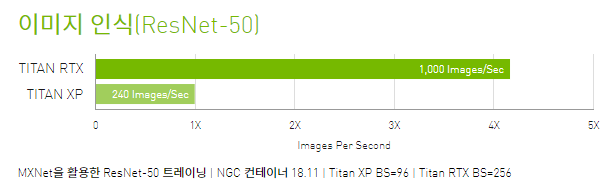 이미지 인식(ResNet-50)
TITAN RTX
1,000 Images/Sec
TITAN XP
240 Images/Sec
0 1X 2X 3X 4X 5X
Images Per Second
MXNet을 활용한 ResNet-50 트레이닝 | NGC 컨테이너 18.11 | Titan XP BS=96 | Titan RTX BS=256